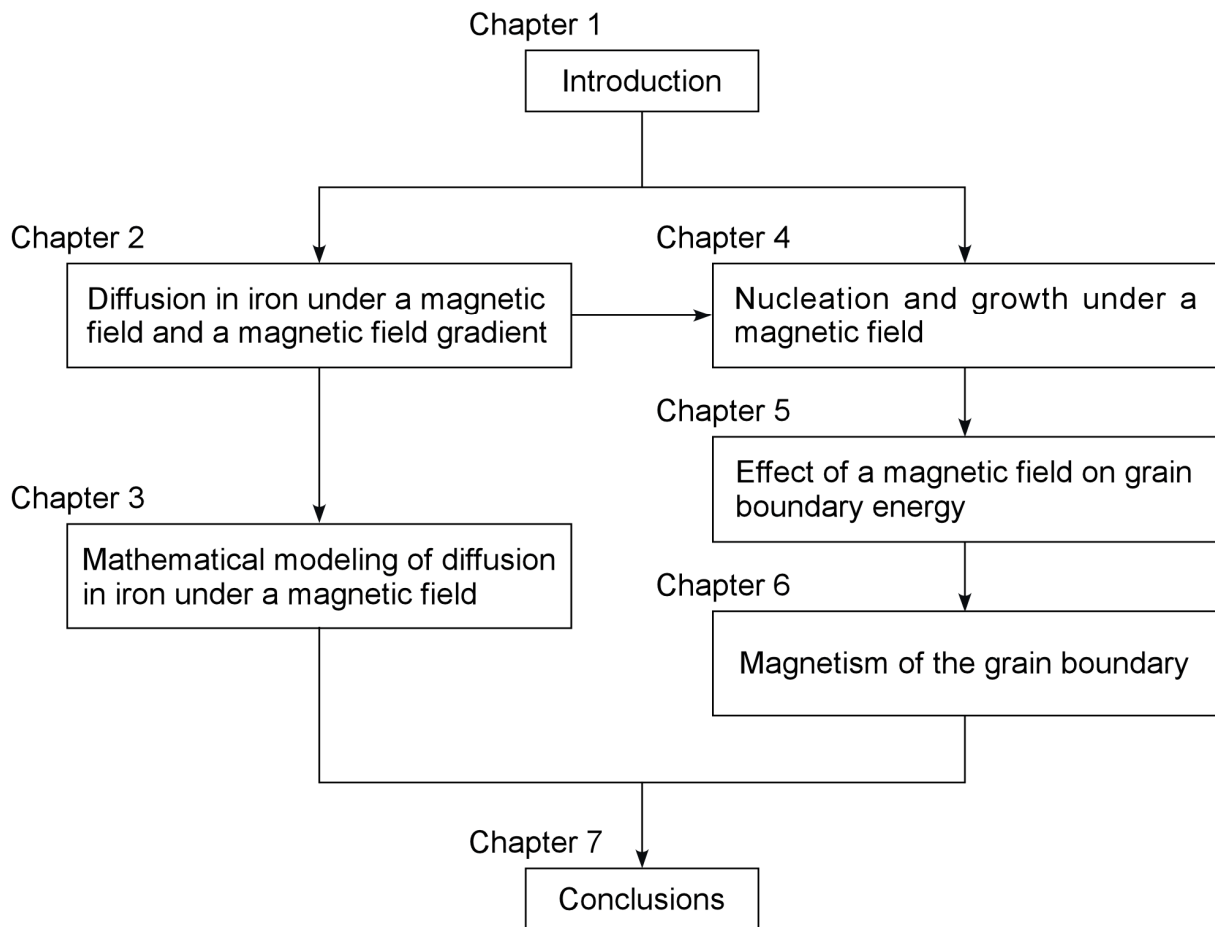 Chapter 1
Introduction
Chapter 2
Diffusion in iron under a magnetic
field and a magnetic field gradient
Chapter 4
Nucleation and growth under a
magnetic field
Chapter 5
Effect of a magnetic field on grain
boundary energy
Chapter 3
Mathematical modeling of diffusion
in iron under a magnetic field
Chapter 6
Magnetism of the grain boundary
Chapter 7
Conclusions